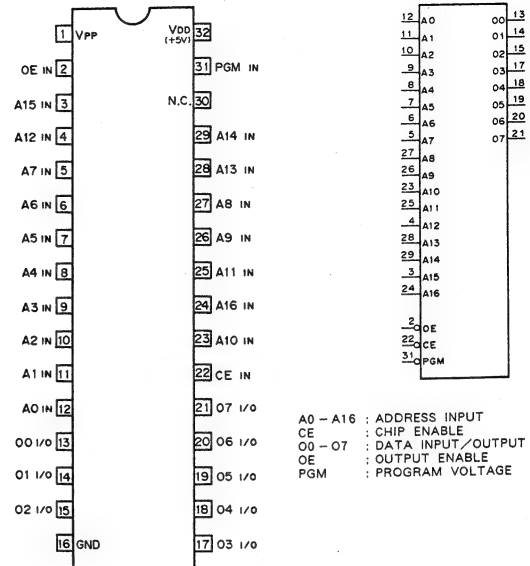 1 VPP
VDD 32
(+5V)
OE IN 2
31 PGM IN
A15 IN 3
N.C. 30
A12 IN 4
29 A14 IN
A7 IN 5
28 A13 IN
A6 IN 6
27 A8 IN
A5 IN 7
26 A9 IN
A4 IN 8
25 A11 IN
A3 IN 9
24 A16 IN
A2 IN 10
23 A10 IN
A1 IN 11
22 CE IN
A0 IN 12
21 O7 I/O
O0 I/O 13
20 O6 I/O
O1 I/O 14
19 O5 I/O
O2 I/O 15
18 O4 I/O
16 GND
17 O3 I/O
12 A0 O0 13
11 A1 O1 14
10 A2 O2 15
9 A3 O3 17
8 A4 O4 18
7 A5 O5 19
6 A6 O6 20
5 A7 O7 21
27 A8
26 A9
23 A10
25 A11
4 A12
28 A13
29 A14
3 A15
24 A16
2 OE
22 CE
31 PGM
A0 - A16 : ADDRESS INPUT
CE : CHIP ENABLE
O0 - O7 : DATA INPUT/OUTPUT
OE : OUTPUT ENABLE
PGM : PROGRAM VOLTAGE